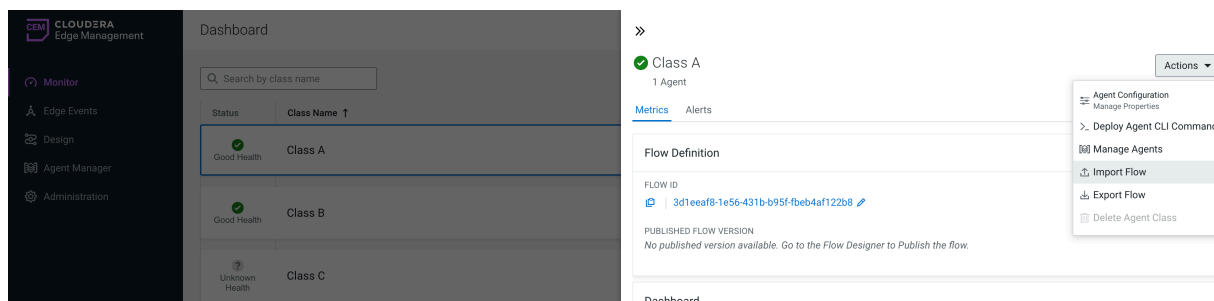 CEM CLOUDERA
Edge Management
Monitor
Edge Events
Design
Agent Manager
Administration
Dashboard
Search by class name
Status Class Name ↑
Good Health Class A
Good Health Class B
?
Unknown
Health
Class C
Class A
1 Agent
Actions
Metrics Alerts
Agent Configuration
Manage Properties
Deploy Agent CLI Command
Manage Agents
Import Flow
Export Flow
Delete Agent Class
Flow Definition
FLOW ID
3d1eeaf8-1e56-431b-b95f-fbeb4af122b8
PUBLISHED FLOW VERSION
No published version available. Go to the Flow Designer to Publish the flow.
Dashboard